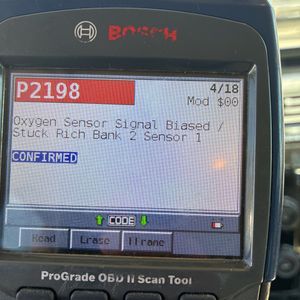 BOSCH
P2198
4/18
Mod $00
Oxygen Sensor Signal Biased /
Stuck Rich Bank 2 Sensor 1
CONFIRMED
CODE
Read Erase IFrame
ProGrade OBD II Scan Tool